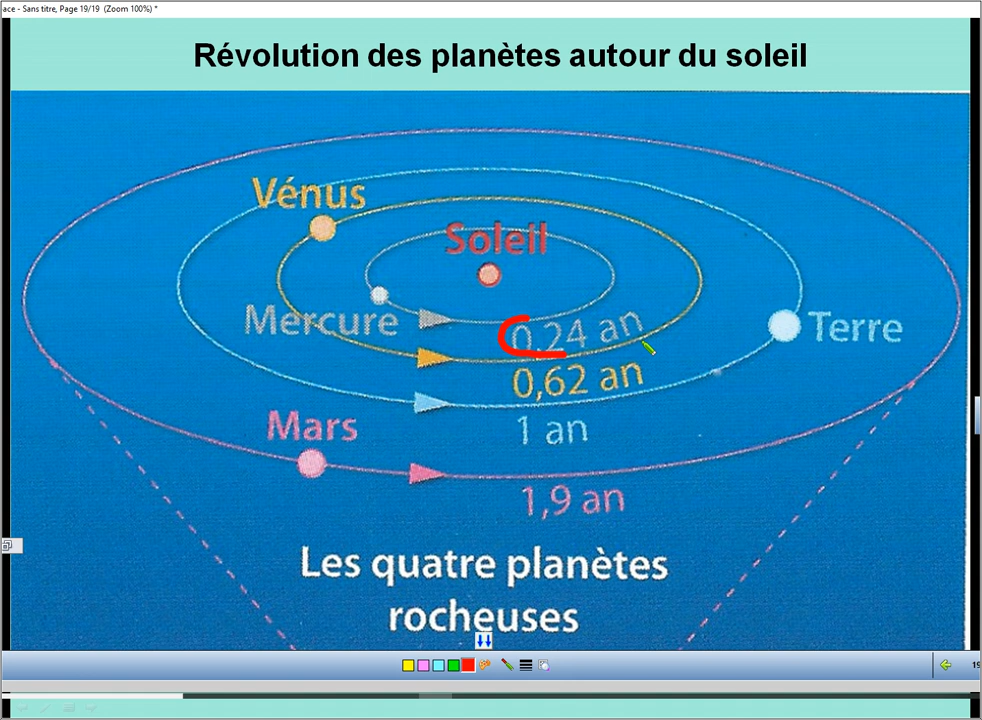 ace - Sans titre, Page 19/19 (Zoom 100%) *
Révolution des planètes autour du soleil
Vénus
Soleil
Mercure
0,24 an
Terre
0,62 an
Mars
1 an
1,9 an
Les quatre planètes
rocheuses
19